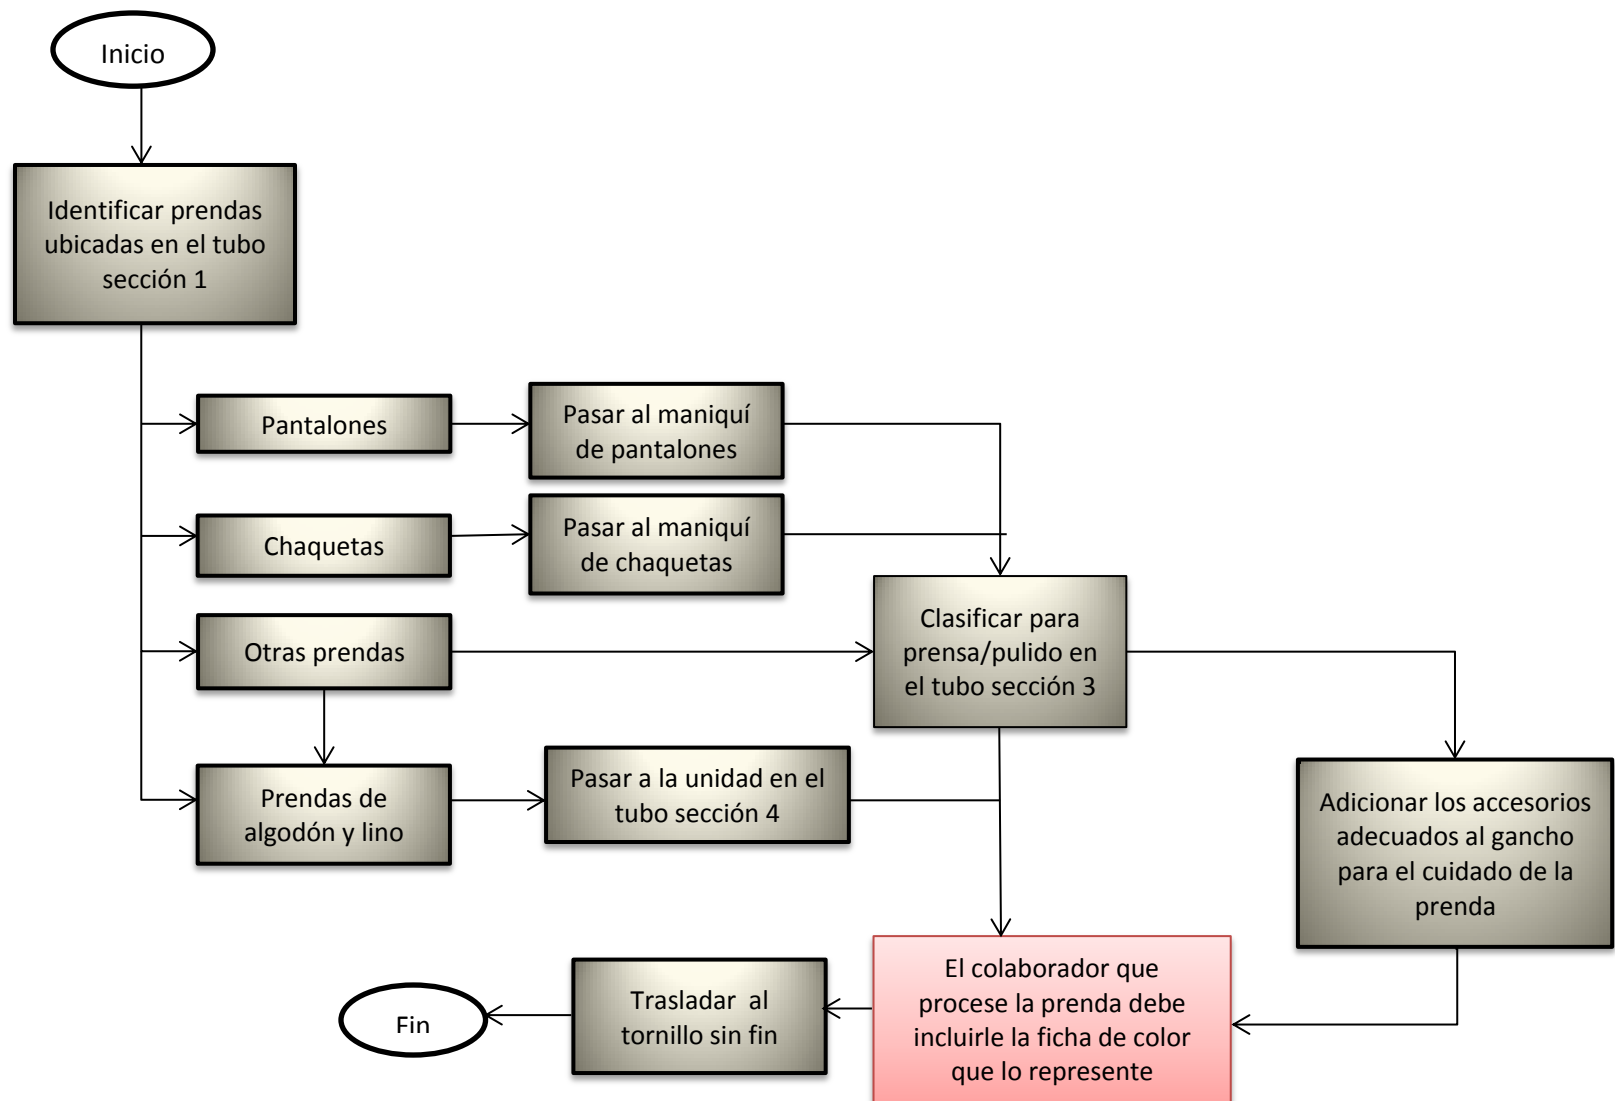 Inicio
Identificar prendas
ubicadas en el tubo
sección 1
Pantalones
Pasar al maniquí
de pantalones
Chaquetas
Pasar al maniquí
de chaquetas
Otras prendas
Clasificar para
prensa/pulido en
el tubo sección 3
Prendas de
algodón y lino
Pasar a la unidad en el
tubo sección 4
Adicionar los accesorios
adecuados al gancho
para el cuidado de la
prenda
El colaborador que
procese la prenda debe
incluirle la ficha de color
que lo represente
Trasladar al
tornillo sin fin
Fin